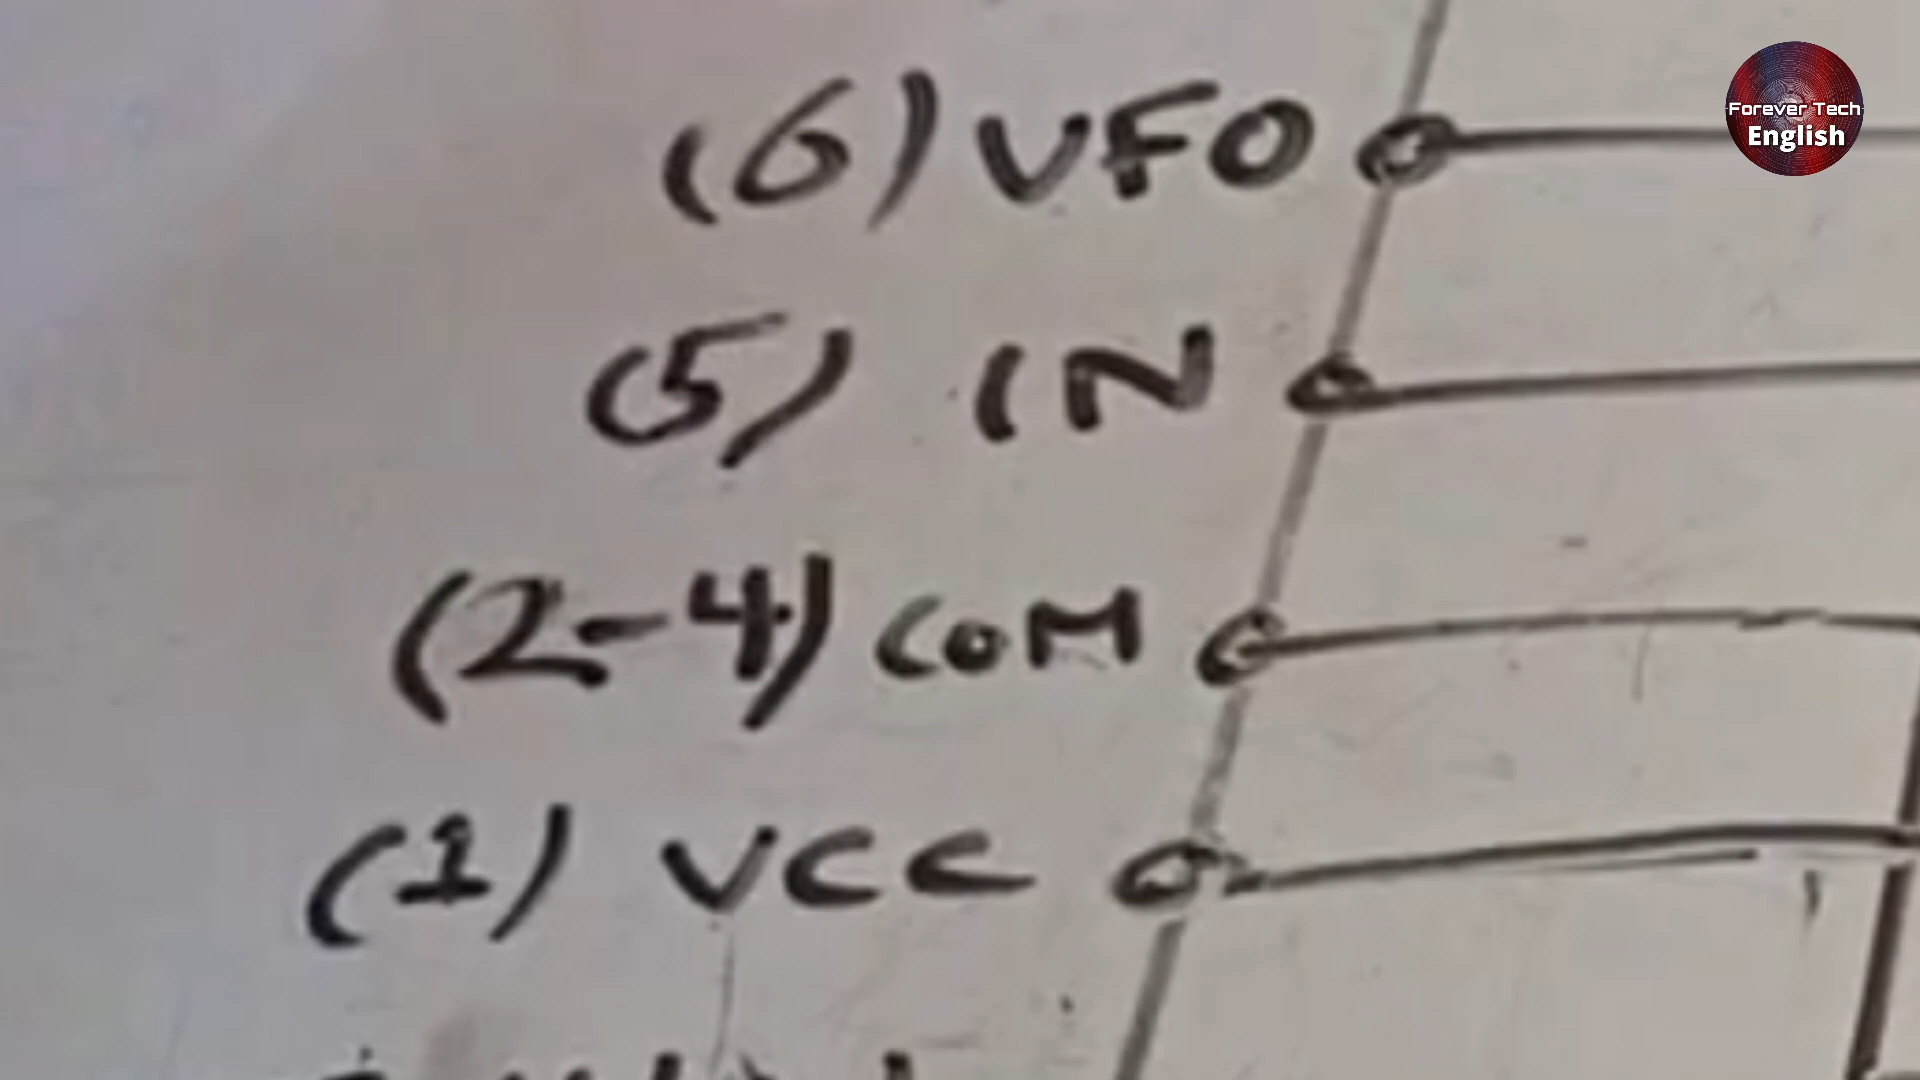 (6) VFO
Forever Tech
English
(5) IN
(2-4) COM
(1) VCC